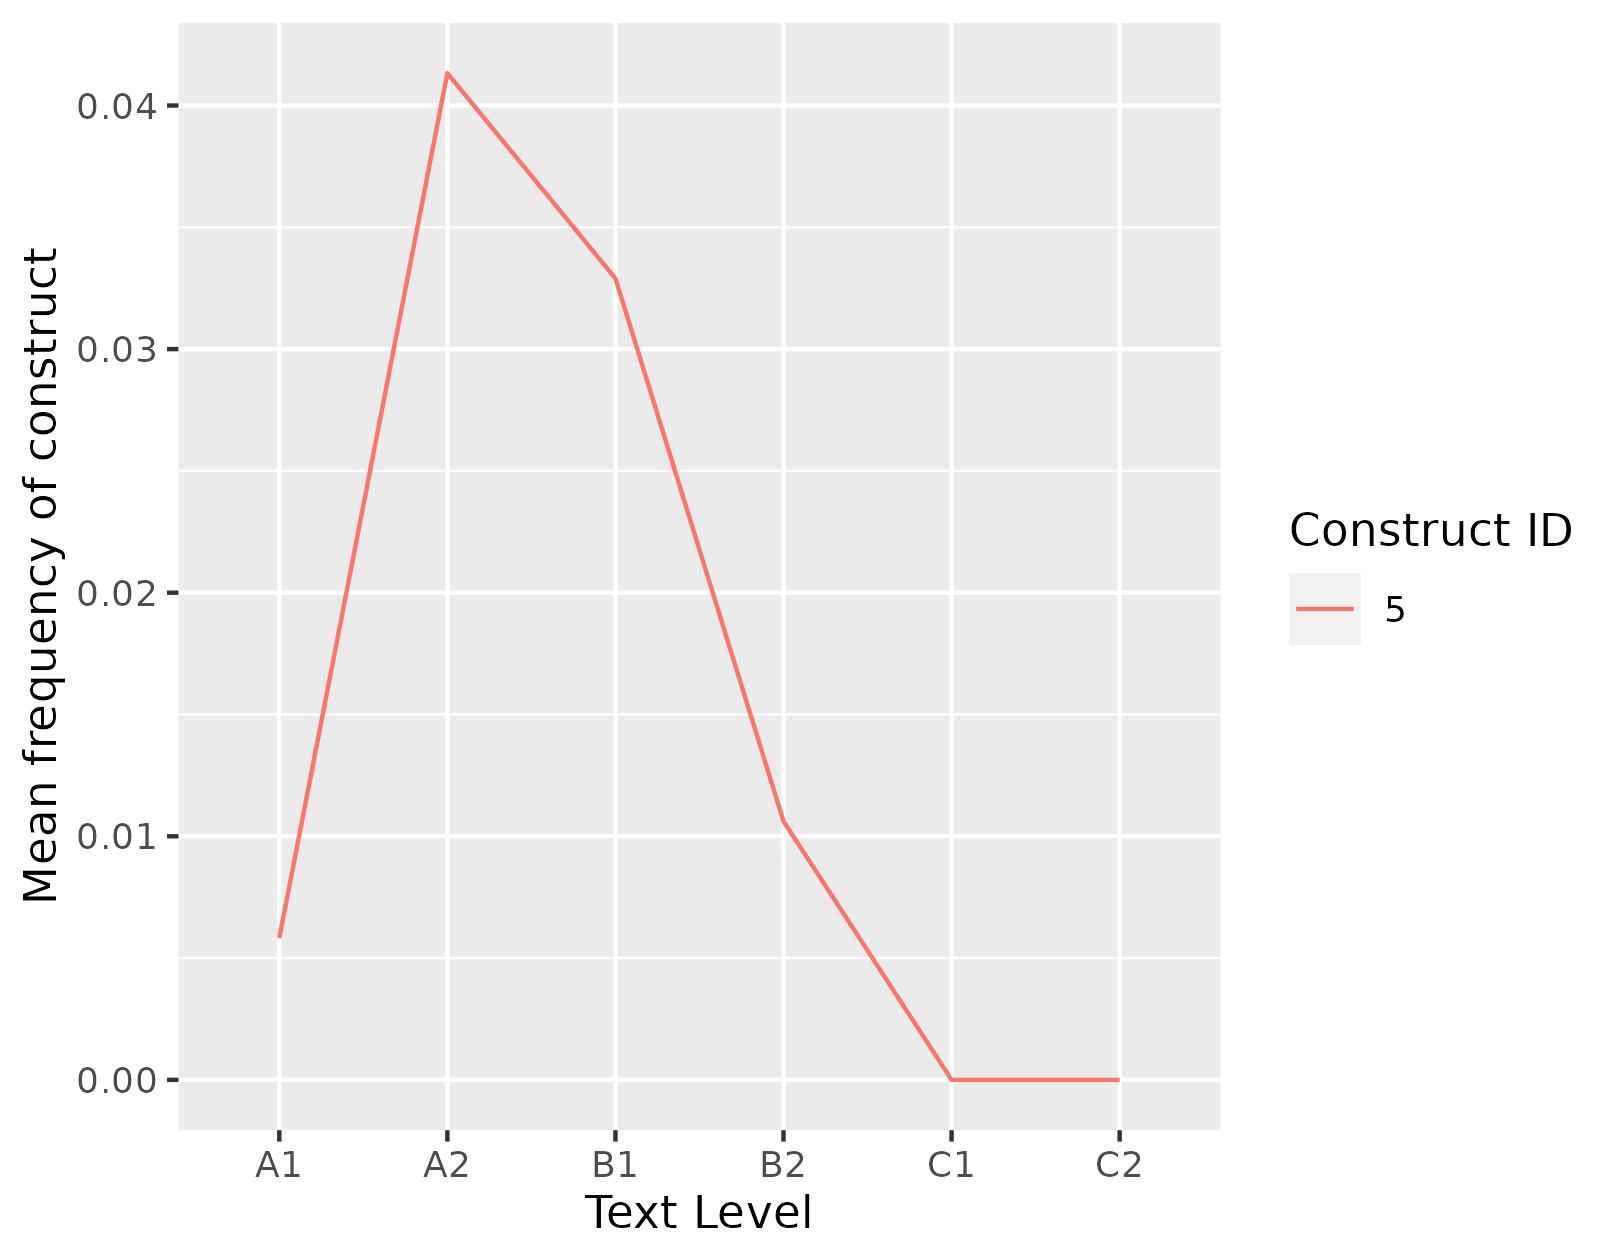 Mean frequency of construct
0.04
0.03
0.02
0.01
0.00
A1 A2 B1 B2 C1 C2
Text Level
Construct ID
5